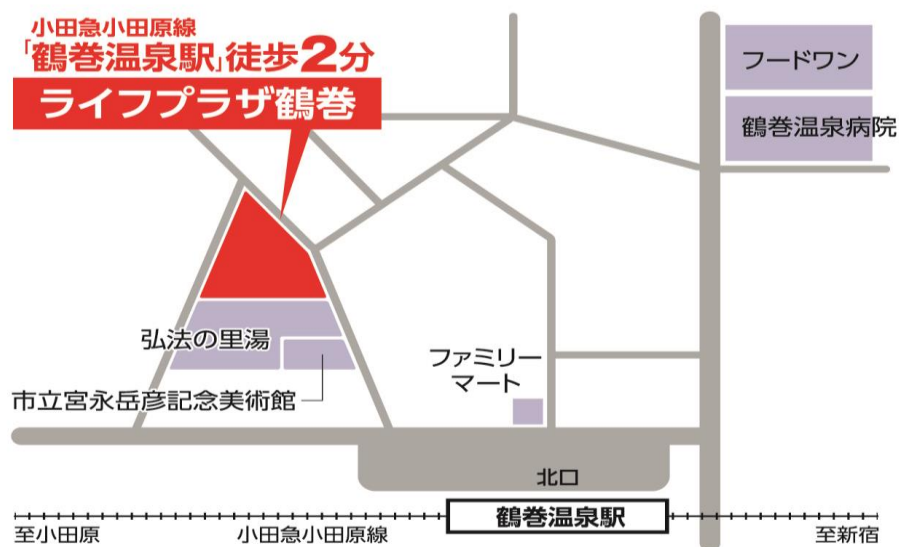 小田急小田原線
「鶴巻温泉駅」徒歩2分
ライフプラザ鶴巻
フードワン
鶴巻温泉病院
弘法の里湯
市立宮永岳彦記念美術館
ファミリー
マート
北口
鶴巻温泉駅
至小田原
小田急小田原線
至新宿